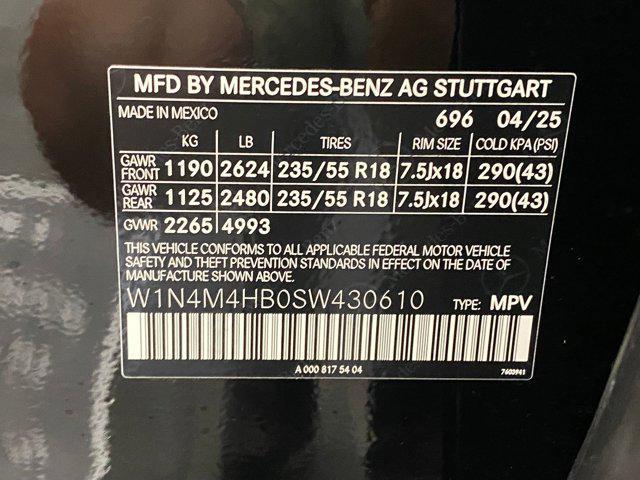 MFD BY MERCEDES-BENZ AG STUTTGART
MADE IN MEXICO 696 04/25
KG LB TIRES RIM SIZE COLD KPA(PSI)
GAWR FRONT 1190 2624 235/55 R18 7.5Jx18 290(43)
GAWR REAR 1125 2480 235/55 R18 7.5Jx18 290(43)
GVWR 2265 4993
THIS VEHICLE CONFORMS TO ALL APPLICABLE FEDERAL MOTOR VEHICLE
SAFETY AND THEFT PREVENTION STANDARDS IN EFFECT ON THE DATE OF
MANUFACTURE SHOWN ABOVE.
W1N4M4HB0SW430610 TYPE: MPV
A 000 817 54 04 7603941